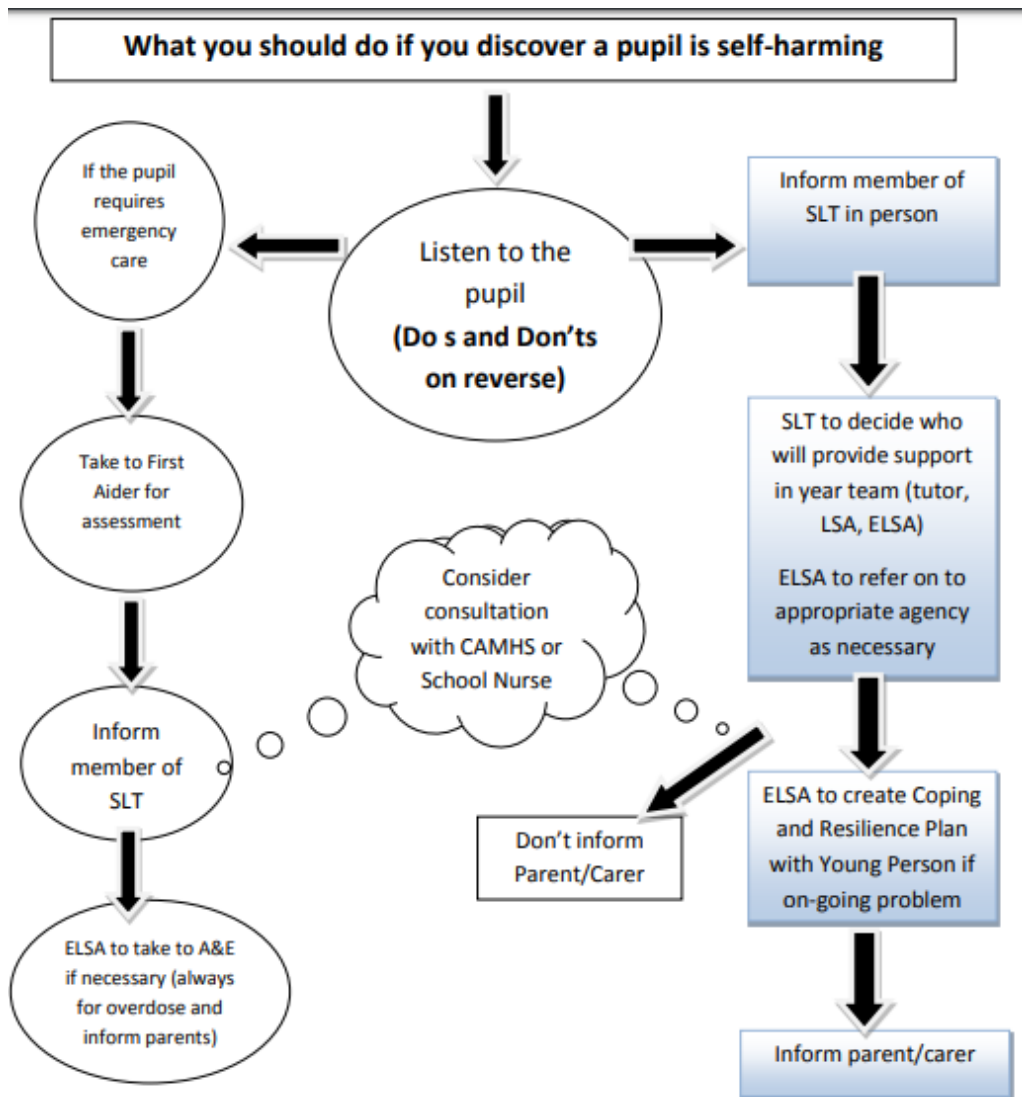 What you should do if you discover a pupil is self-harming
If the pupil
requires
emergency
care
Listen to the
pupil
(Do s and Don'ts
on reverse)
Inform member of
SLT in person
Take to First
Aider for
assessment
SLT to decide who
will provide support
in year team (tutor,
LSA, ELSA)
ELSA to refer on to
appropriate agency
as necessary
Consider
consultation
with CAMHS or
School Nurse
Inform
member of
SLT
Don't inform
Parent/Carer
ELSA to create Coping
and Resilience Plan
with Young Person if
on-going problem
ELSA to take to A&E
if necessary (always
for overdose and
inform parents)
Inform parent/carer